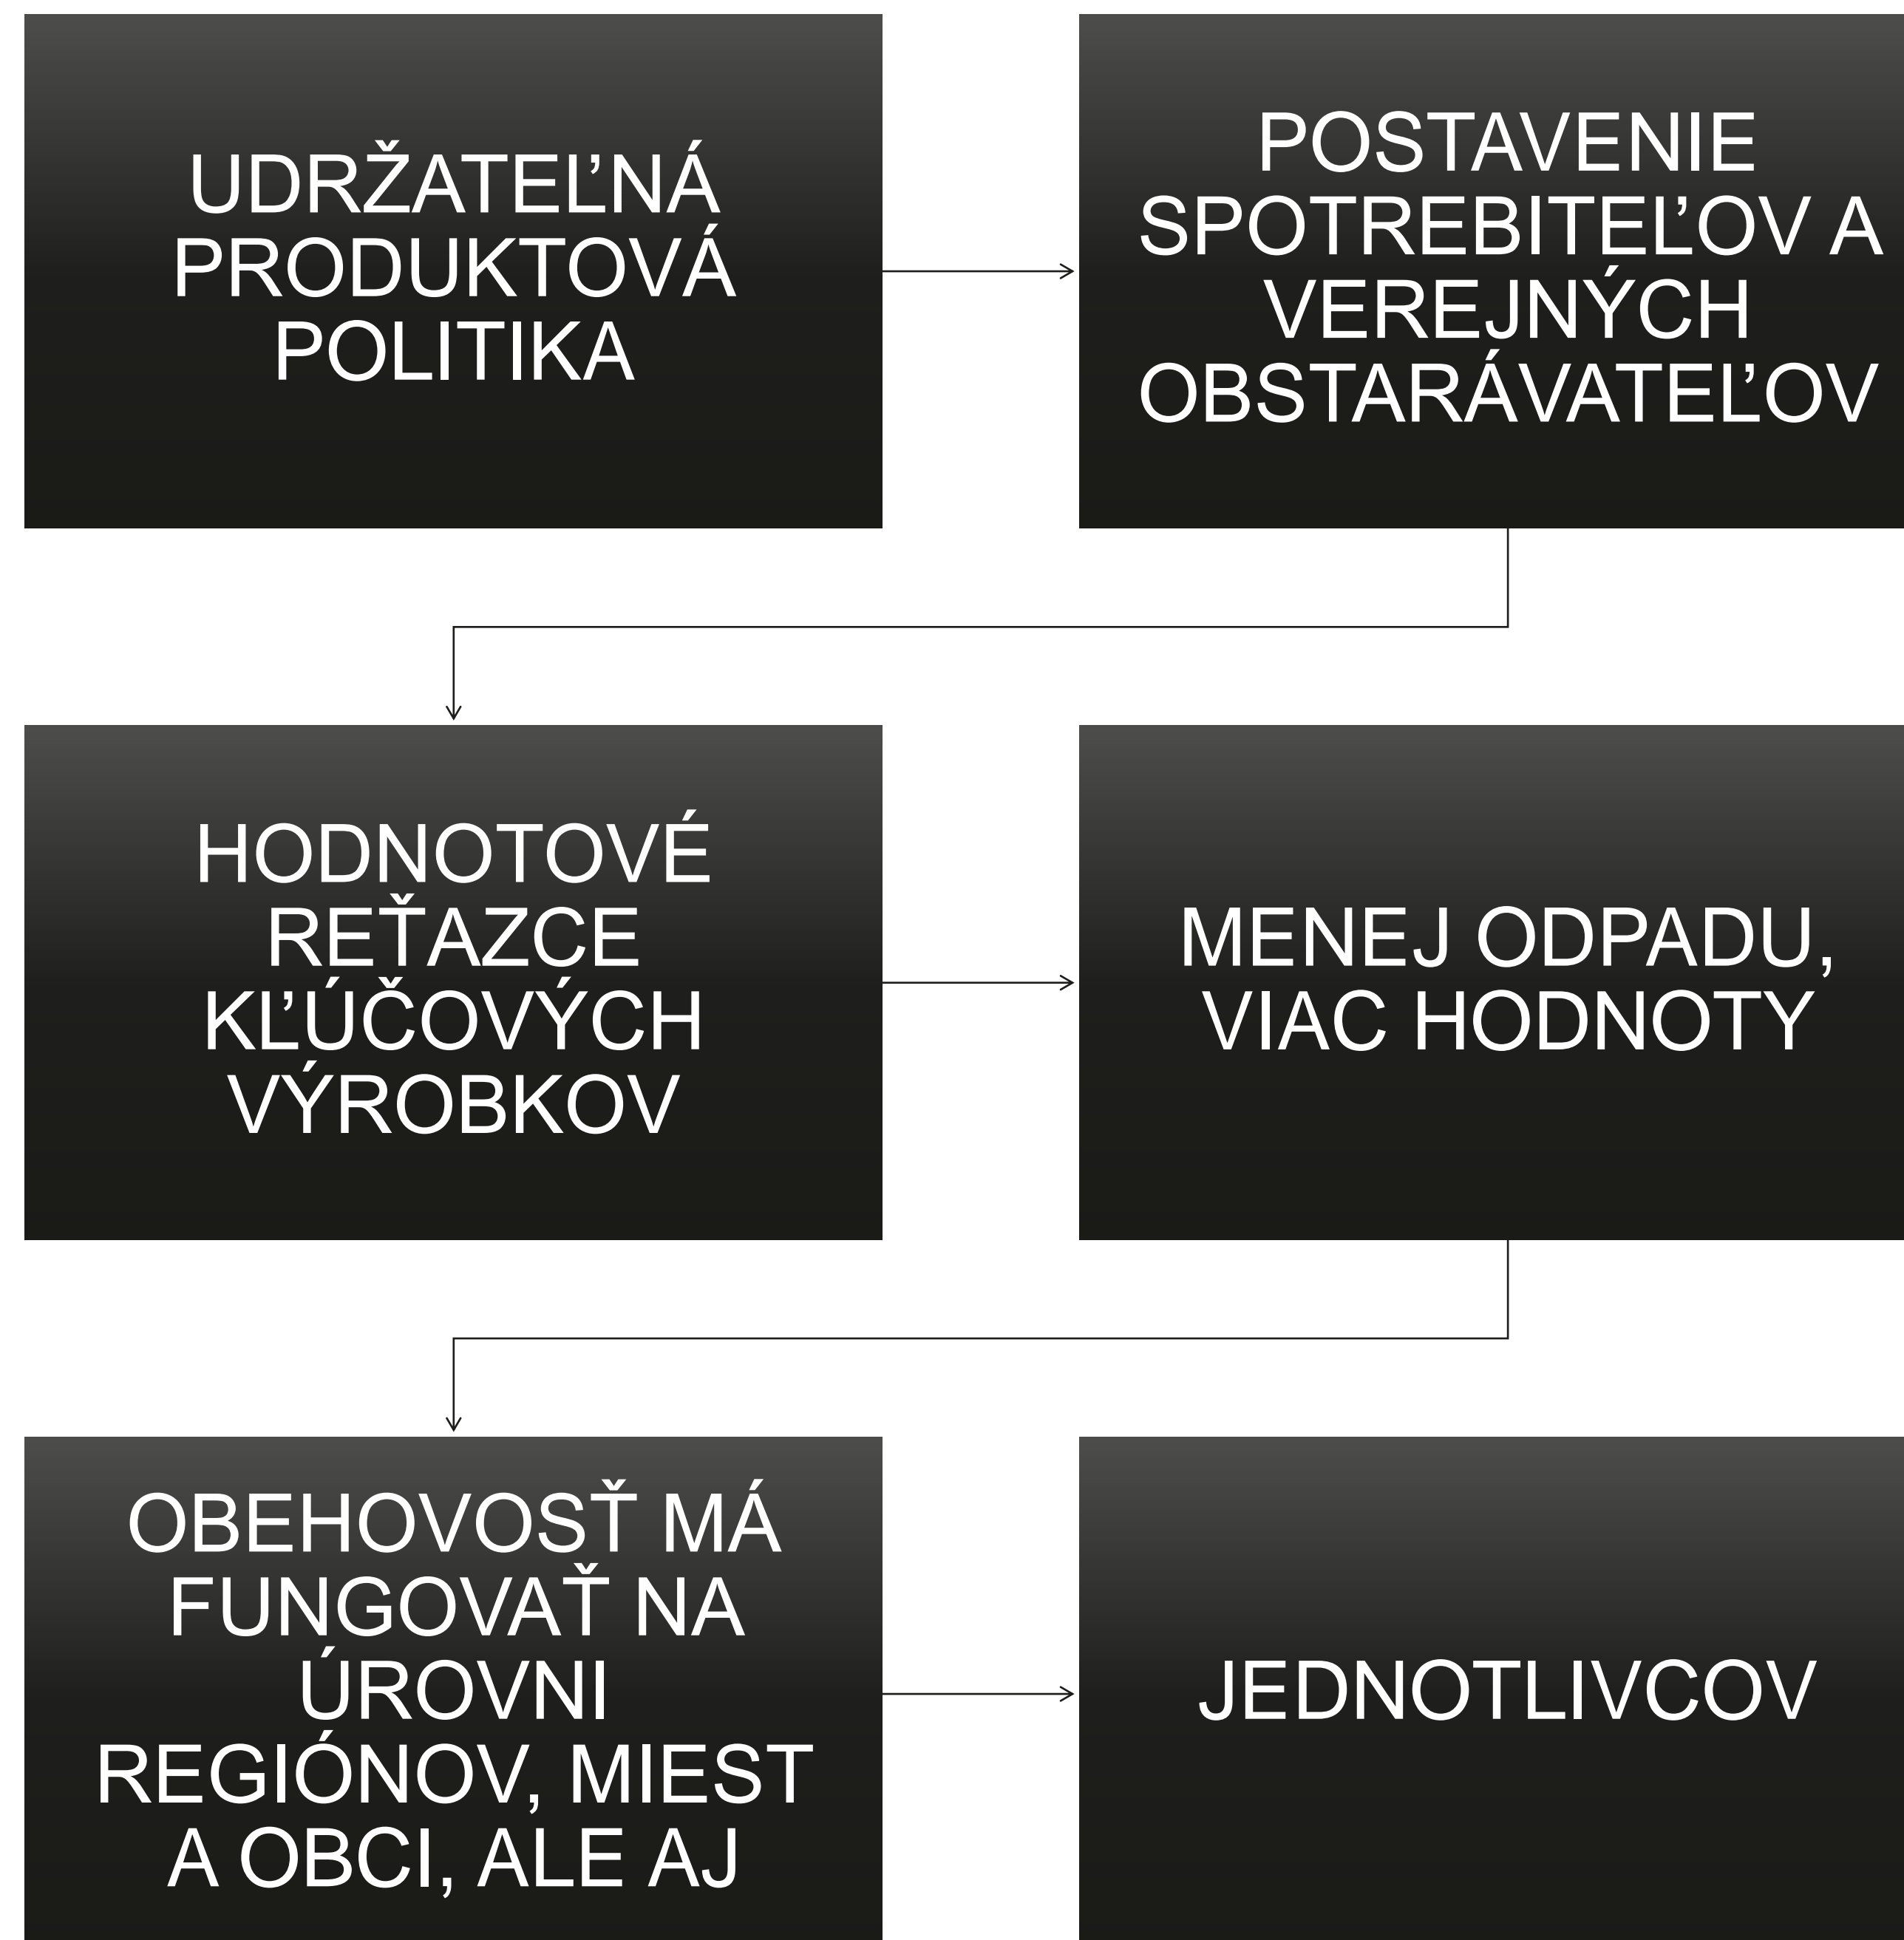 UDRŽATEĽNÁ
PRODUKTOVÁ
POLITIKA
POSTAVENIE
SPOTREBITEĽOV A
VEREJNÝCH
OBSTARÁVATEĽOV
HODNOTOVÉ
REŤAZCE
KĽÚČOVÝCH
VÝROBKOV
MENEJ ODPADU,
VIAC HODNOTY
OBEHOVOSŤ MÁ
FUNGOVAŤ NA
ÚROVNI
REGIÓNOV, MIEST
A OBCI, ALE AJ
JEDNOTLIVCOV